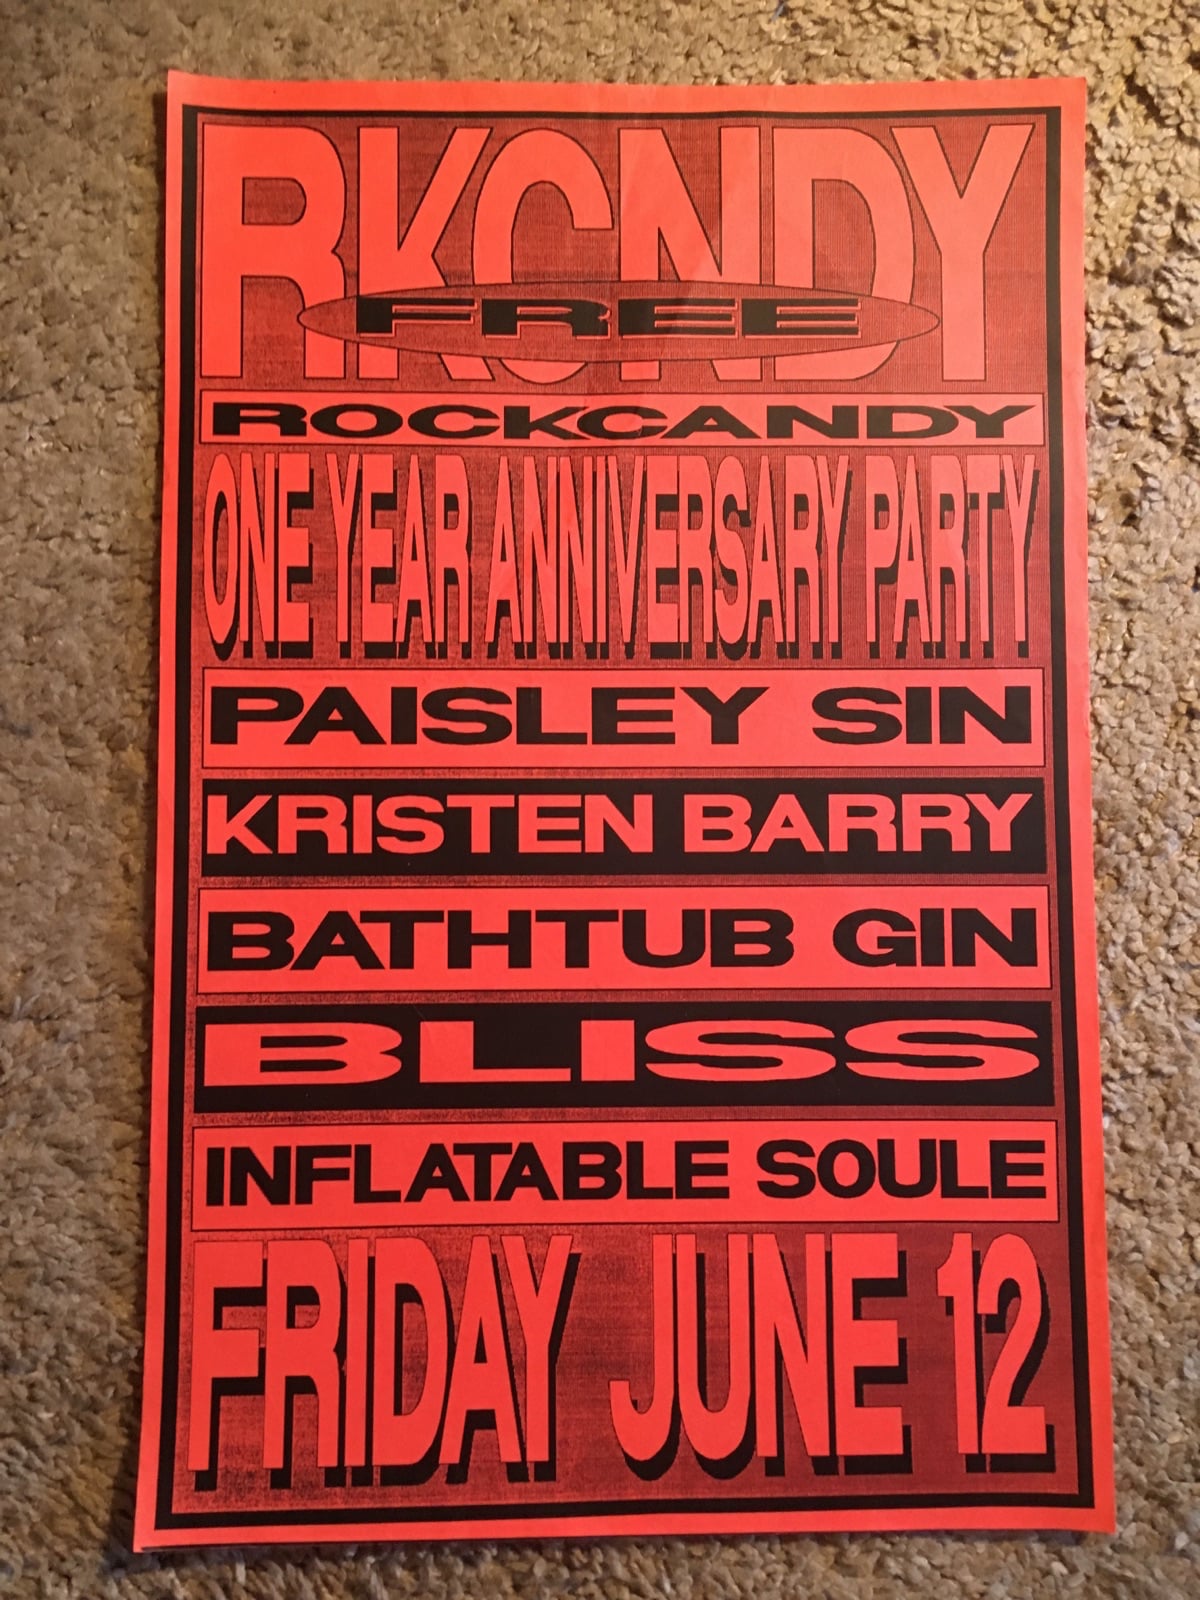 RKCNDY
FREE
ROCKCANDY
ONE YEAR ANNIVERSARY PARTY
PAISLEY SIN
KRISTEN BARRY
BATHTUB GIN
BLISS
INFLATABLE SOULE
FRIDAY JUNE 12